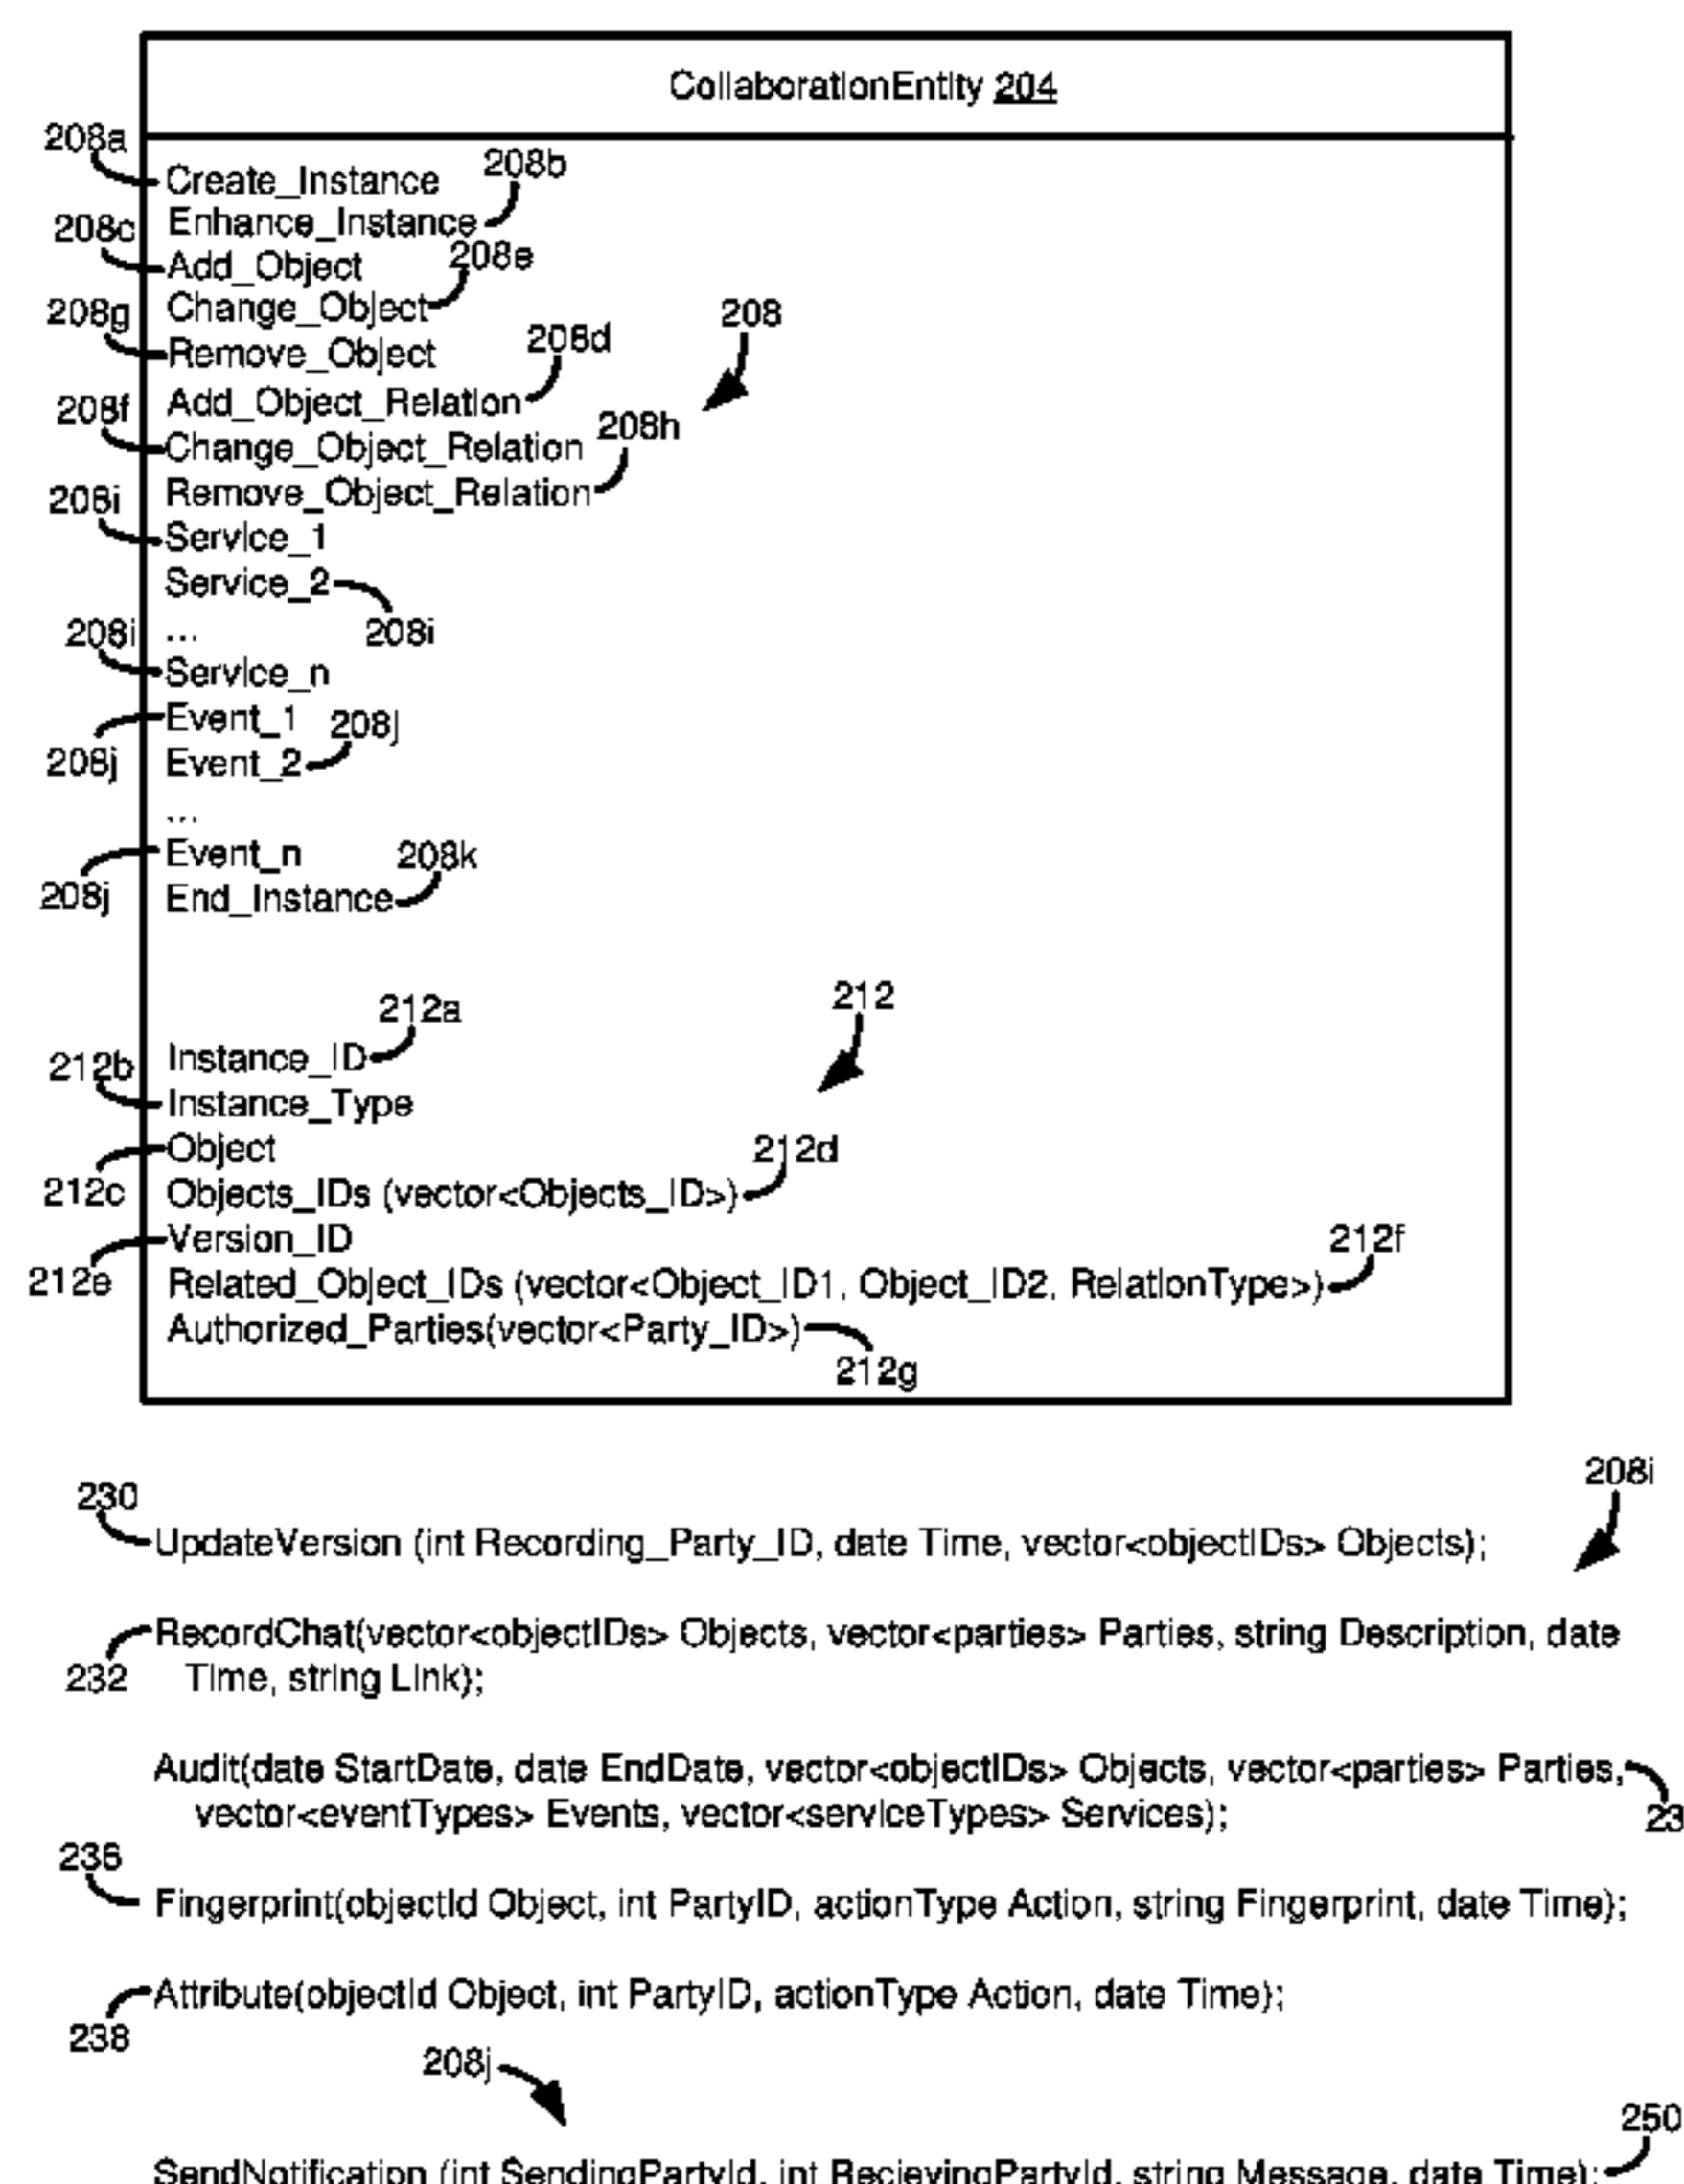 CollaborationEntity 204
208a
Create_Instance
208b
Enhance_Instance
208c
Add_Object
208e
Change_Object
208g
Remove_Object
208d
208
Add_Object_Relation
208f
Change_Object_Relation
208h
Remove_Object_Relation
208i
Service_1
Service_2
208i
208i
...
Service_n
Event_1
208j
208j
Event_2
...
Event_n
208k
208j
End_Instance
212a
212
Instance_ID
212b
Instance_Type
Object
212d
212c
Objects_IDs (vector<Objects_ID>)
Version_ID
212f
212e
Related_Object_IDs (vector<Object_ID1, Object_ID2, RelationType>)
Authorized_Parties(vector<Party_ID>)
212g
208i
230
UpdateVersion (int Recording_Party_ID, date Time, vector<objectIDs> Objects);
RecordChat(vector<objectIDs> Objects, vector<parties> Parties, string Description, date
232
Time, string Link);
Audit(date StartDate, date EndDate, vector<objectIDs> Objects, vector<parties> Parties,
vector<eventTypes> Events, vector<serviceTypes> Services);
23
236
Fingerprint(objectId Object, int PartyID, actionType Action, string Fingerprint, date Time);
Attribute(objectId Object, int PartyID, actionType Action, date Time);
238
208j
250
SendNotification (int SendingPartyId, int RecievingPartyId, string Message, date Time);